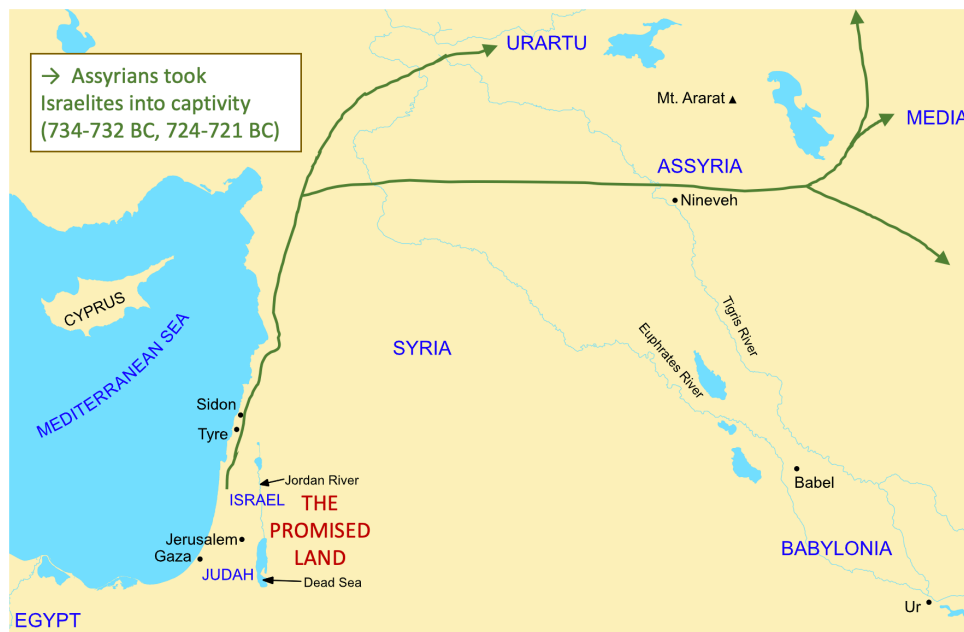 → Assyrians took
Israelites into captivity
(734-732 BC, 724-721 BC)
URARTU
Mt. Ararat
MEDIA
ASSYRIA
Nineveh
CYPRUS
MEDITERRANEAN SEA
SYRIA
Tigris River
Euphrates River
Sidon
Tyre
Jordan River
ISRAEL
THE
PROMISED
LAND
Babel
Jerusalem
Gaza
JUDAH
Dead Sea
BABYLONIA
Ur
EGYPT